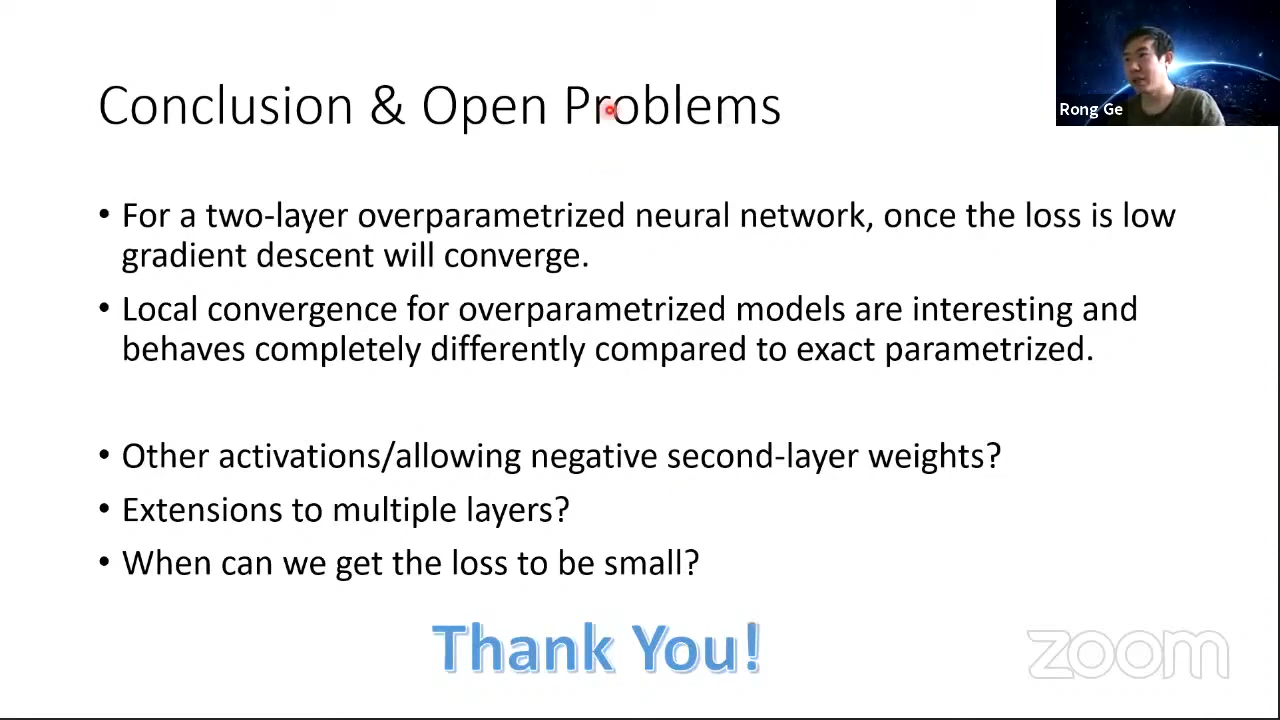 Conclusion & Open Problems
Rong Ge
• For a two-layer overparametrized neural network, once the loss is low
gradient descent will converge.
• Local convergence for overparametrized models are interesting and
behaves completely differently compared to exact parametrized.
• Other activations/allowing negative second-layer weights?
• Extensions to multiple layers?
• When can we get the loss to be small?
Thank You!
zoom